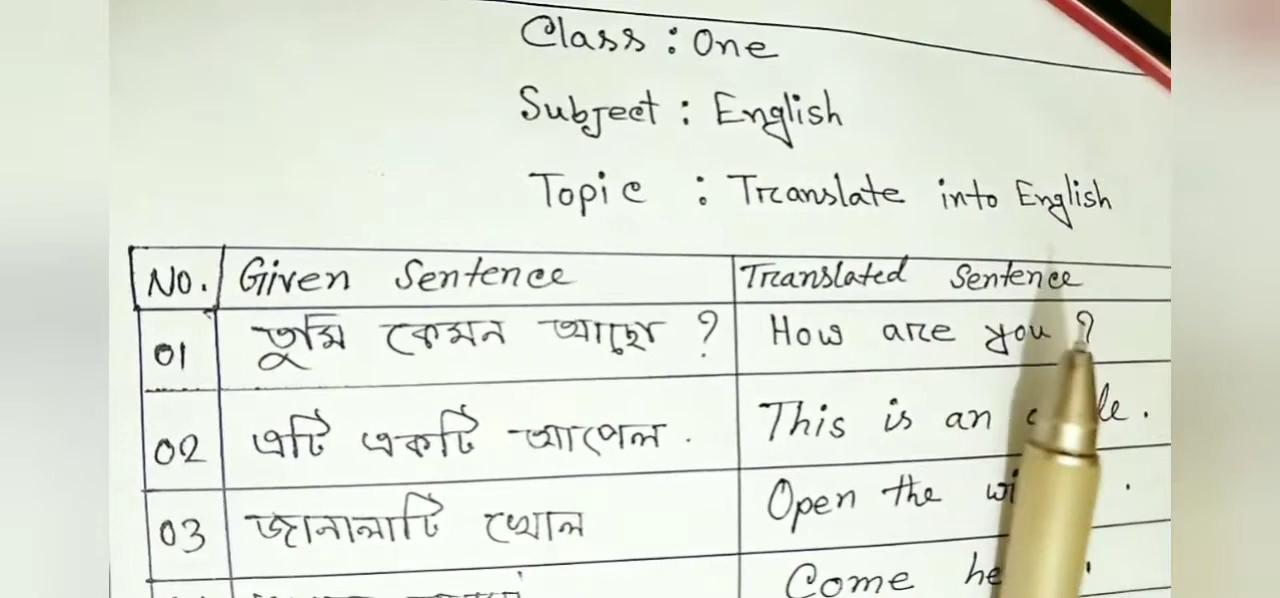 Class : One
Subject : English
Topic : Translate into English
No. Given Sentence Translated Sentence
01 তুমি কেমন আছো ? How are you ?
02 এটি একটি আপেল . This is an
03 জানালাটি খোল Open the
Come